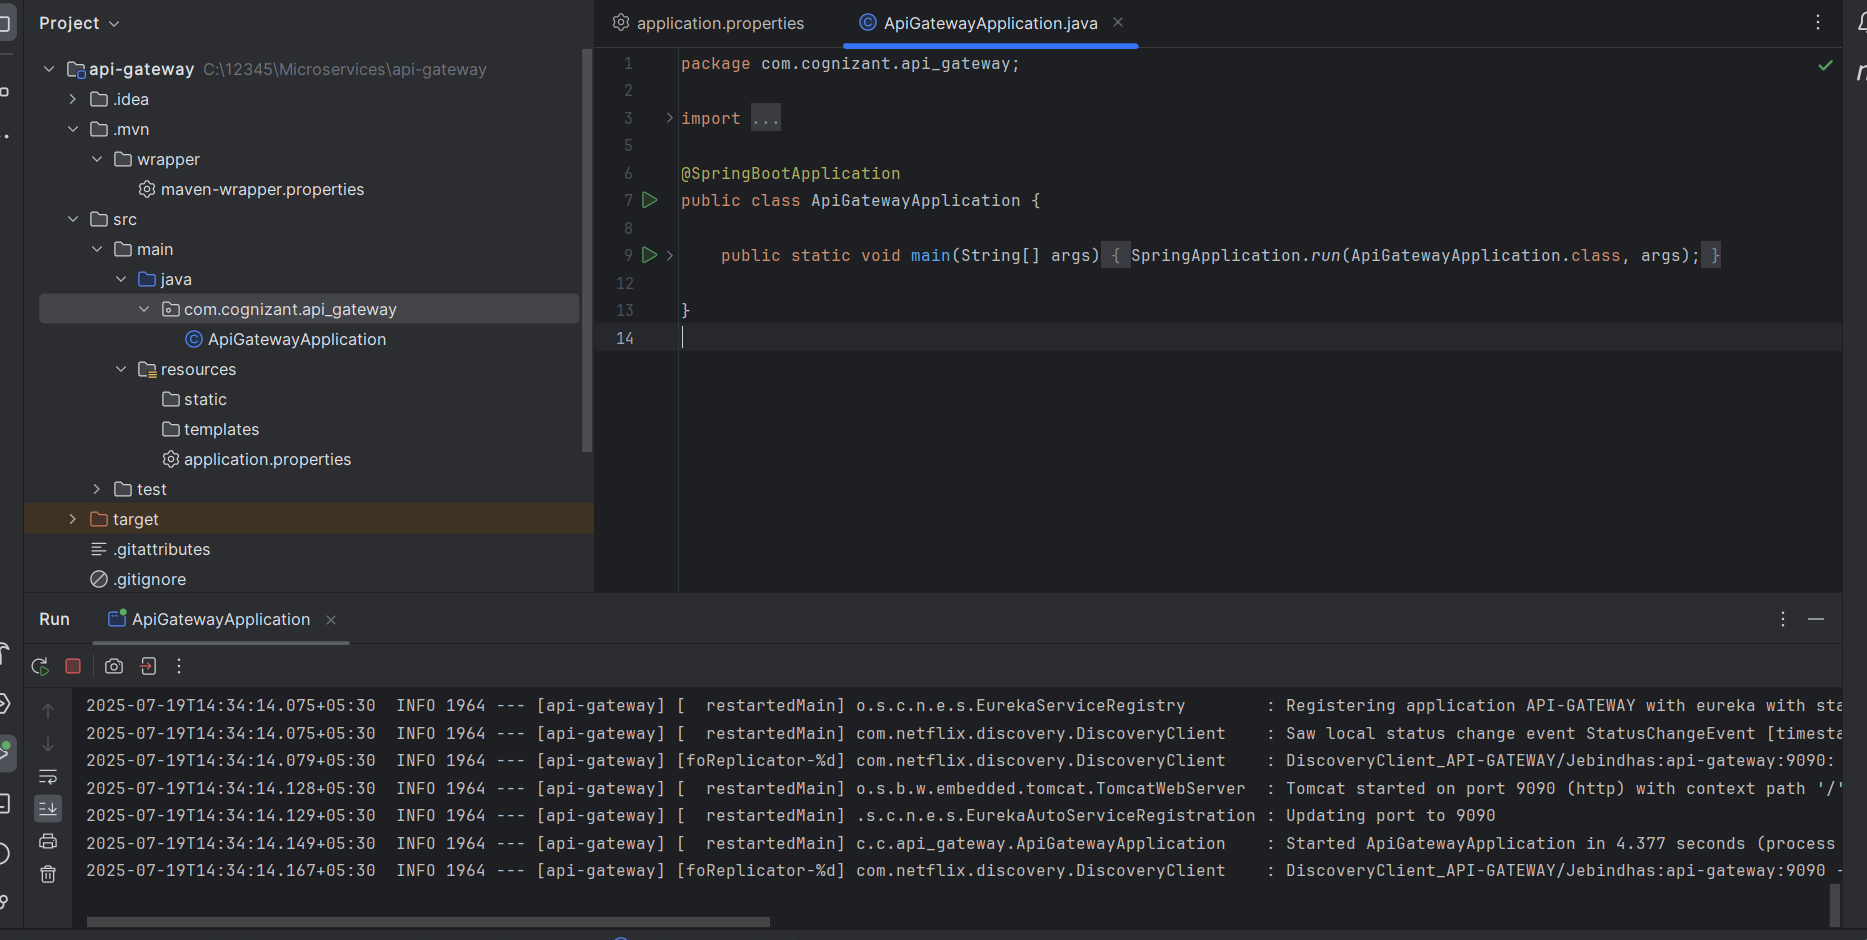 Project
application.properties
ApiGatewayApplication.java
api-gateway C:\12345\Microservices\api-gateway
.idea
.mvn
wrapper
maven-wrapper.properties
src
main
java
com.cognizant.api_gateway
ApiGatewayApplication
resources
static
templates
application.properties
test
target
.gitattributes
.gitignore
1 package com.cognizant.api_gateway;
2
3 import ...
5
6 @SpringBootApplication
7 public class ApiGatewayApplication {
8
9 public static void main(String[] args) { SpringApplication.run(ApiGatewayApplication.class, args); }
12
13 }
14
Run ApiGatewayApplication
2025-07-19T14:34:14.075+05:30 INFO 1964 --- [api-gateway] [ restartedMain] o.s.c.n.e.s.EurekaServiceRegistry : Registering application API-GATEWAY with eureka with sta
2025-07-19T14:34:14.075+05:30 INFO 1964 --- [api-gateway] [ restartedMain] com.netflix.discovery.DiscoveryClient : Saw local status change event StatusChangeEvent [timesta
2025-07-19T14:34:14.079+05:30 INFO 1964 --- [api-gateway] [foReplicator-%d] com.netflix.discovery.DiscoveryClient : DiscoveryClient_API-GATEWAY/Jebindhas:api-gateway:9090:
2025-07-19T14:34:14.128+05:30 INFO 1964 --- [api-gateway] [ restartedMain] o.s.b.w.embedded.tomcat.TomcatWebServer : Tomcat started on port 9090 (http) with context path '/'
2025-07-19T14:34:14.129+05:30 INFO 1964 --- [api-gateway] [ restartedMain] .s.c.n.e.s.EurekaAutoServiceRegistration : Updating port to 9090
2025-07-19T14:34:14.149+05:30 INFO 1964 --- [api-gateway] [ restartedMain] c.c.api_gateway.ApiGatewayApplication : Started ApiGatewayApplication in 4.377 seconds (process
2025-07-19T14:34:14.167+05:30 INFO 1964 --- [api-gateway] [foReplicator-%d] com.netflix.discovery.DiscoveryClient : DiscoveryClient_API-GATEWAY/Jebindhas:api-gateway:9090 -